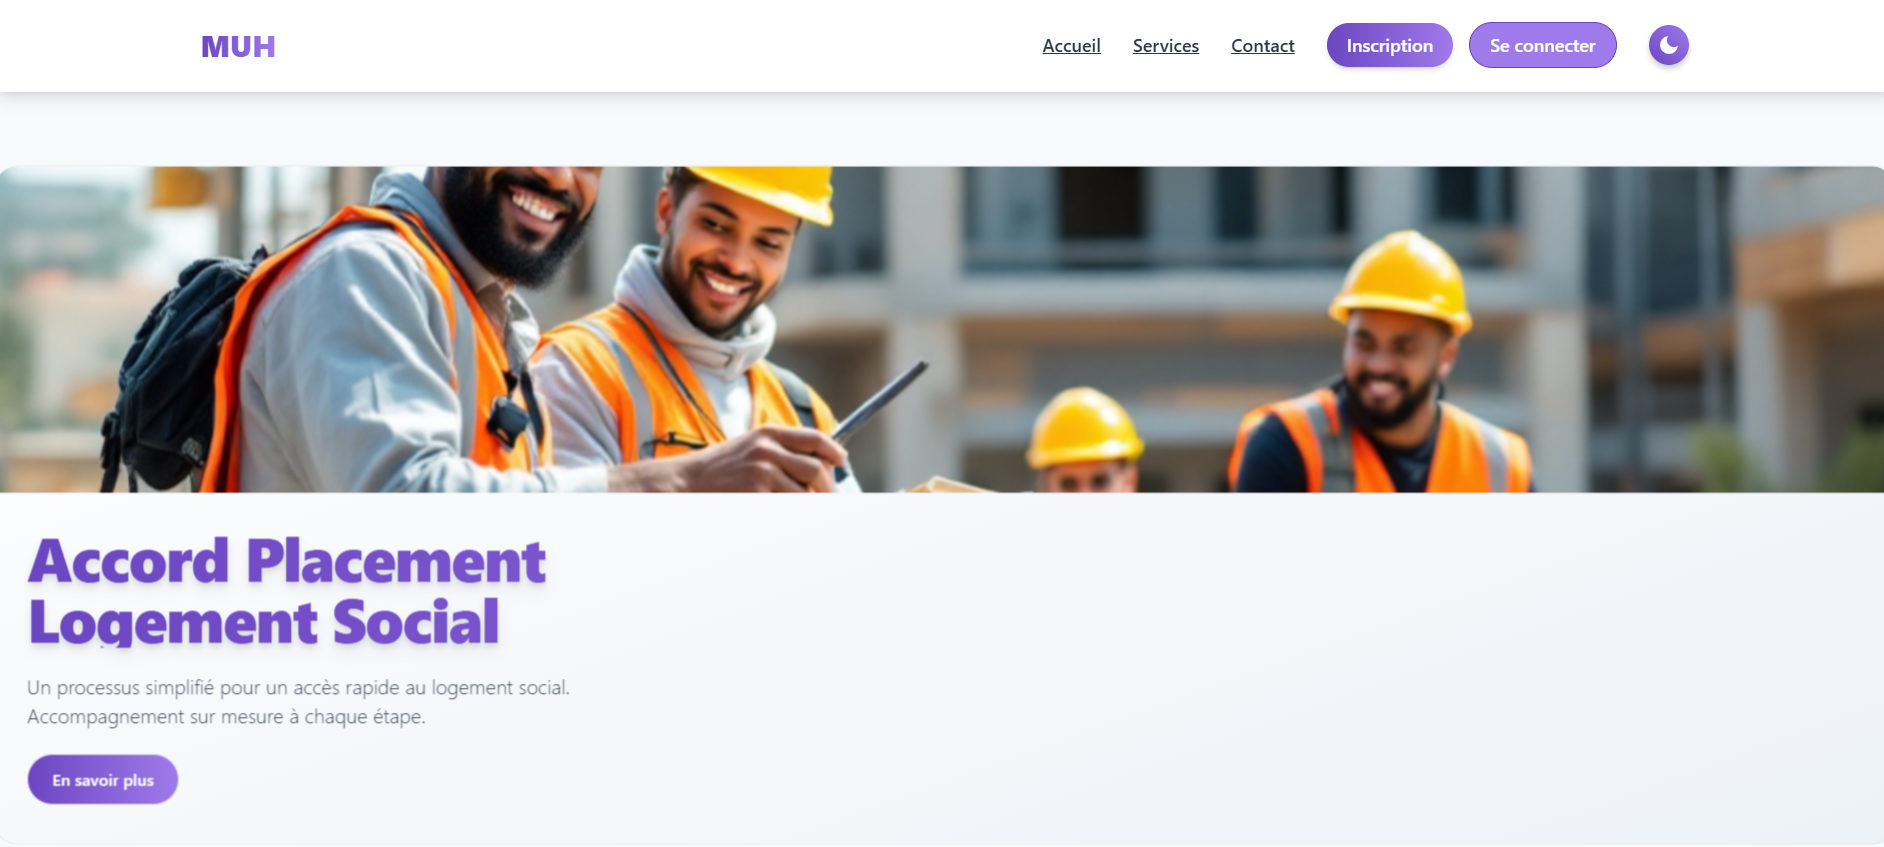 MUH
Accueil
Services
Contact
Inscription
Se connecter
Accord Placement
Logement Social
Un processus simplifié pour un accès rapide au logement social.
Accompagnement sur mesure à chaque étape.
En savoir plus